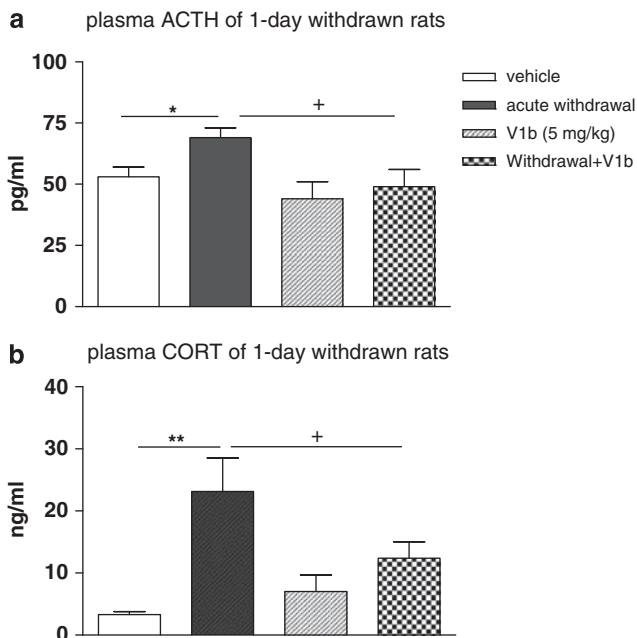 a plasma ACTH of 1-day withdrawn rats
100
75
50
25
0
pg/ml
* +
vehicle
acute withdrawal
V1b (5 mg/kg)
Withdrawal+V1b
b plasma CORT of 1-day withdrawn rats
40
30
20
10
0
ng/ml
** +